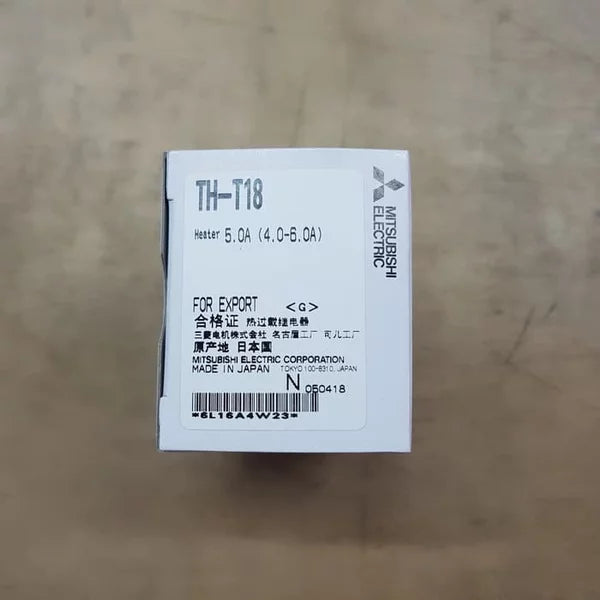 TH-T18
Heater 5.0A (4.0-6.0A)
MITSUBISHI
ELECTRIC
FOR EXPORT <G>
合格证 热过载继电器
三菱电机株式会社 名古屋工厂 可儿工厂
原产地 日本国
MITSUBISHI ELECTRIC CORPORATION
MADE IN JAPAN TOKYO 100-8310, JAPAN
N 050418
*6L16A4W23*